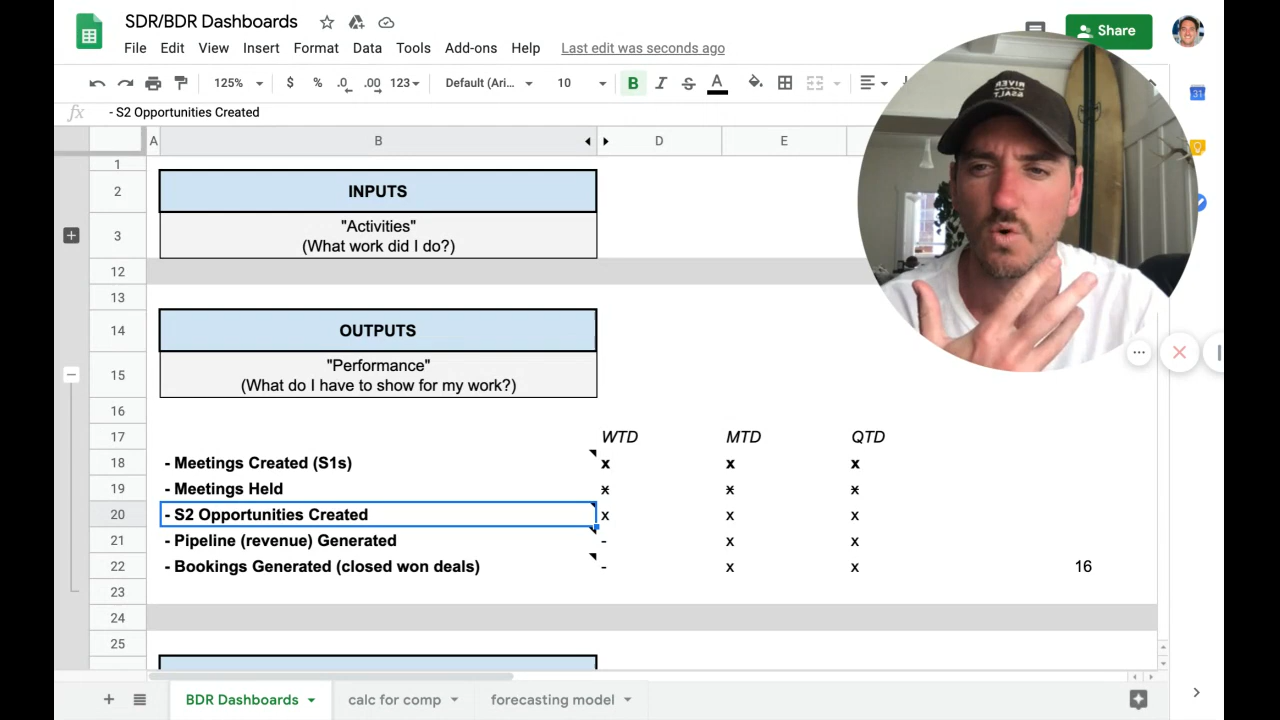 SDR/BDR Dashboards
File Edit View Insert Format Data Tools Add-ons Help Last edit was seconds ago
Share
125% $ % .0 .00 123 Default (Ari... 10 B I S A
fx - S2 Opportunities Created
31
A B D E
1
2 INPUTS
3 "Activities"
(What work did I do?)
12
13
14 OUTPUTS
15 "Performance"
(What do I have to show for my work?)
16
17 WTD MTD QTD
18 - Meetings Created (S1s) x x x
19 - Meetings Held x x x
20 - S2 Opportunities Created x x x
21 - Pipeline (revenue) Generated - x x
22 - Bookings Generated (closed won deals) - x x 16
23
24
25
BDR Dashboards calc for comp forecasting model